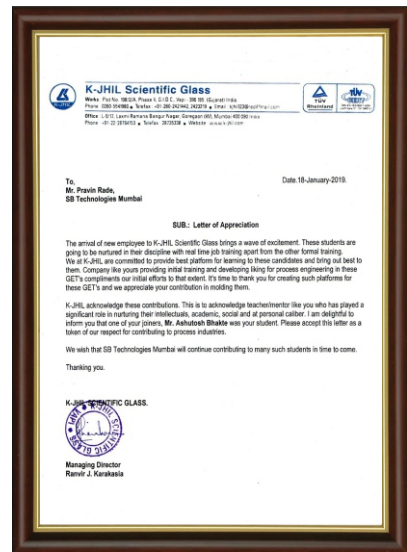 K-JHIL Scientific Glass
Works Plot No.
Office
To,
Date.18-January-2019.
Mr. Pravin Rade,
SB Technologies Mumbai
SUB.: Letter of Appreciation
The arrival of new employee to K-JHIL Scientific Glass brings a wave of excitement. These students are
going to be nurtured in their discipline with real time job training apart from the other formal training.
We at K-JHIL are committed to provide best platform for learning to these candidates and bring out best to
them. Company like yours providing initial training and developing liking for process engineering in these
GET's compliments our initial efforts to that extent. It's time to thank you for creating such platforms for
these GET's and we appreciate your contribution in molding them.
K-JHIL acknowledge these contributions. This is to acknowledge teacher/mentor like you who has played a
significant role in nurturing their intellectuals, academic, social and at personal caliber. I am delightful to
inform you that one of your joiners, Mr. Ashutosh Bhakte was your student. Please accept this letter as a
token of our respect for contributing to process industries.
We wish that SB Technologies Mumbai will continue contributing to many such students in time to come.
Thanking you.
K-JHIL SCIENTIFIC GLASS.
Managing Director
Ranvir J. Karakasia
K-JHIL
TÜV
Rheinland